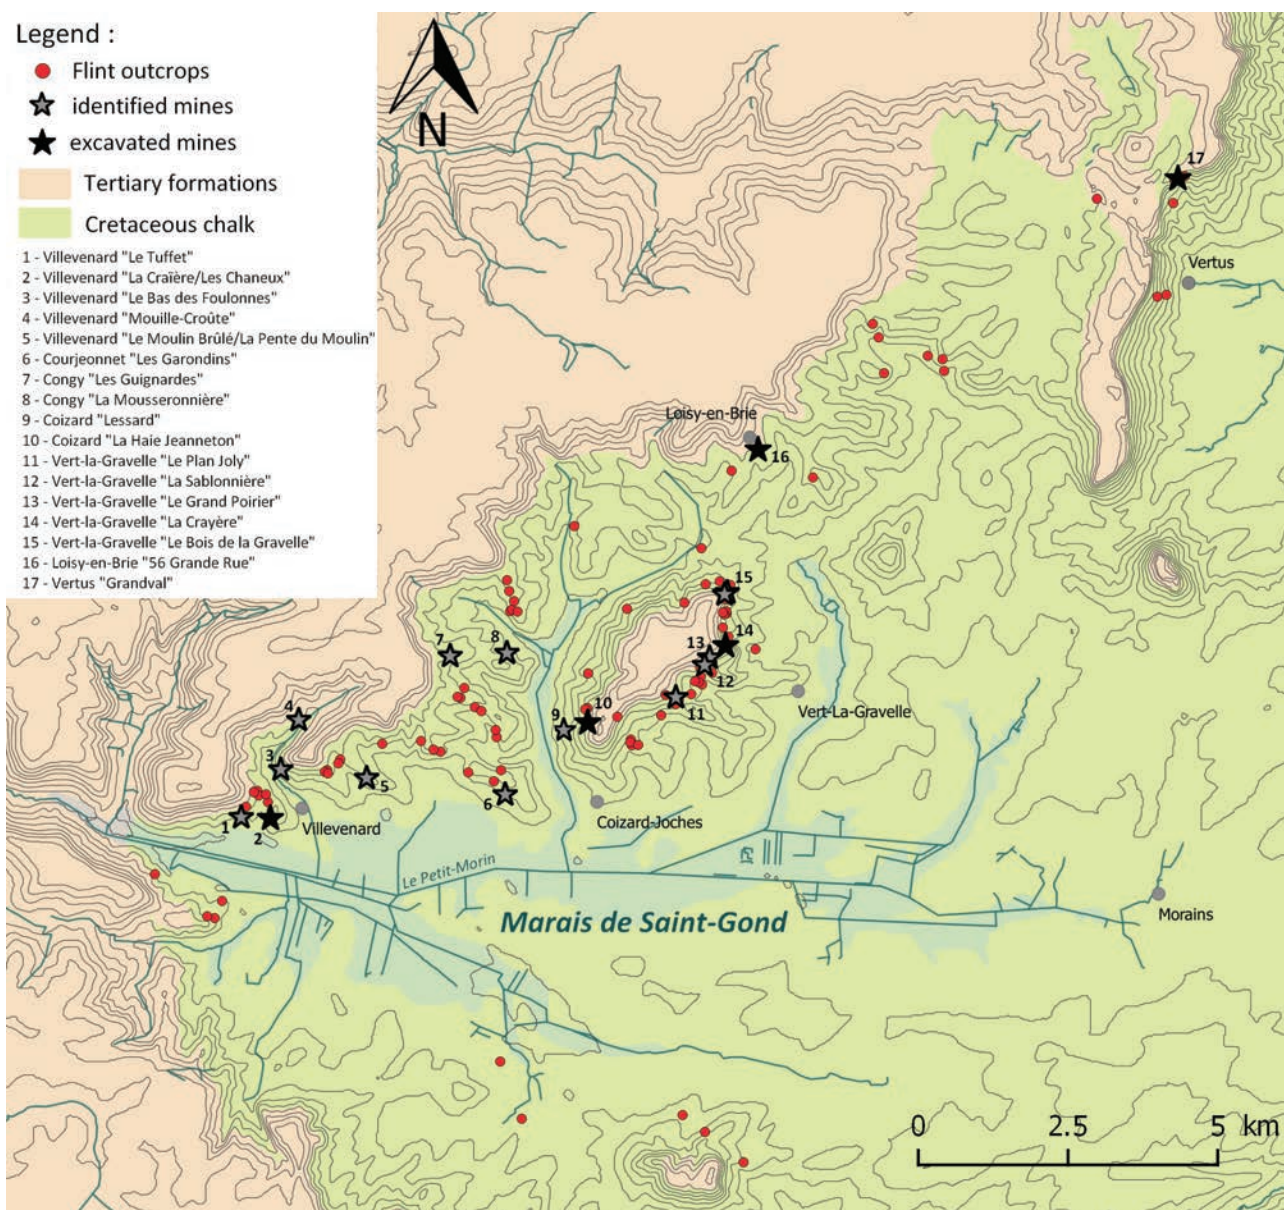 Legend :
Flint outcrops
identified mines
excavated mines
Tertiary formations
Cretaceous chalk
1 - Villevenard "Le Tuffet"
2 - Villevenard "La Craïère/Les Chaneux"
3 - Villevenard "Le Bas des Foulonnes"
4 - Villevenard "Mouille-Croûte"
5 - Villevenard "Le Moulin Brûlé/La Pente du Moulin"
6 - Courjeonnet "Les Garondins"
7 - Congy "Les Guignardes"
8 - Congy "La Mousseronnière"
9 - Coizard "Lessard"
10 - Coizard "La Haie Jeanneton"
11 - Vert-la-Gravelle "Le Plan Joly"
12 - Vert-la-Gravelle "La Sablonnière"
13 - Vert-la-Gravelle "Le Grand Poirier"
14 - Vert-la-Gravelle "La Crayère"
15 - Vert-la-Gravelle "Le Bois de la Gravelle"
16 - Loisy-en-Brie "56 Grande Rue"
17 - Vertus "Grandval"
N
17
Vertus
Loisy-en-Brie
16
15
14
13
12
11
10
9
8
7
6
5
4
3
2
1
Vert-La-Gravelle
Villevenard
Coizard-Joches
Le Petit-Morin
Marais de Saint-Gond
Morains
0 2.5 5 km